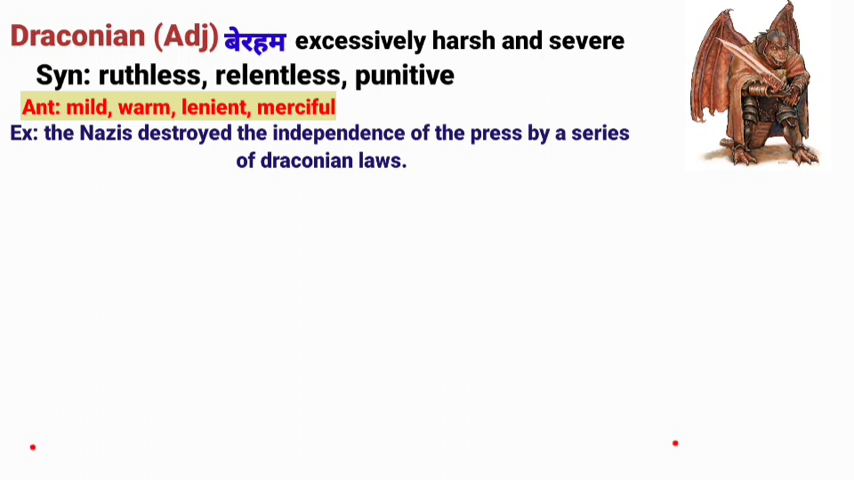 Draconian (Adj) बेरहम excessively harsh and severe
Syn: ruthless, relentless, punitive
Ant: mild, warm, lenient, merciful
Ex: the Nazis destroyed the independence of the press by a series
of draconian laws.